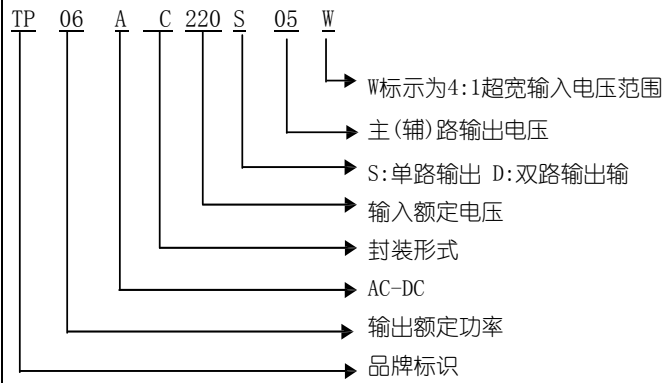 TP 06 A C 220 S 05 W
W标示为4:1超宽输入电压范围
主(辅)路输出电压
S:单路输出 D:双路输出输
输入额定电压
封装形式
AC-DC
输出额定功率
品牌标识